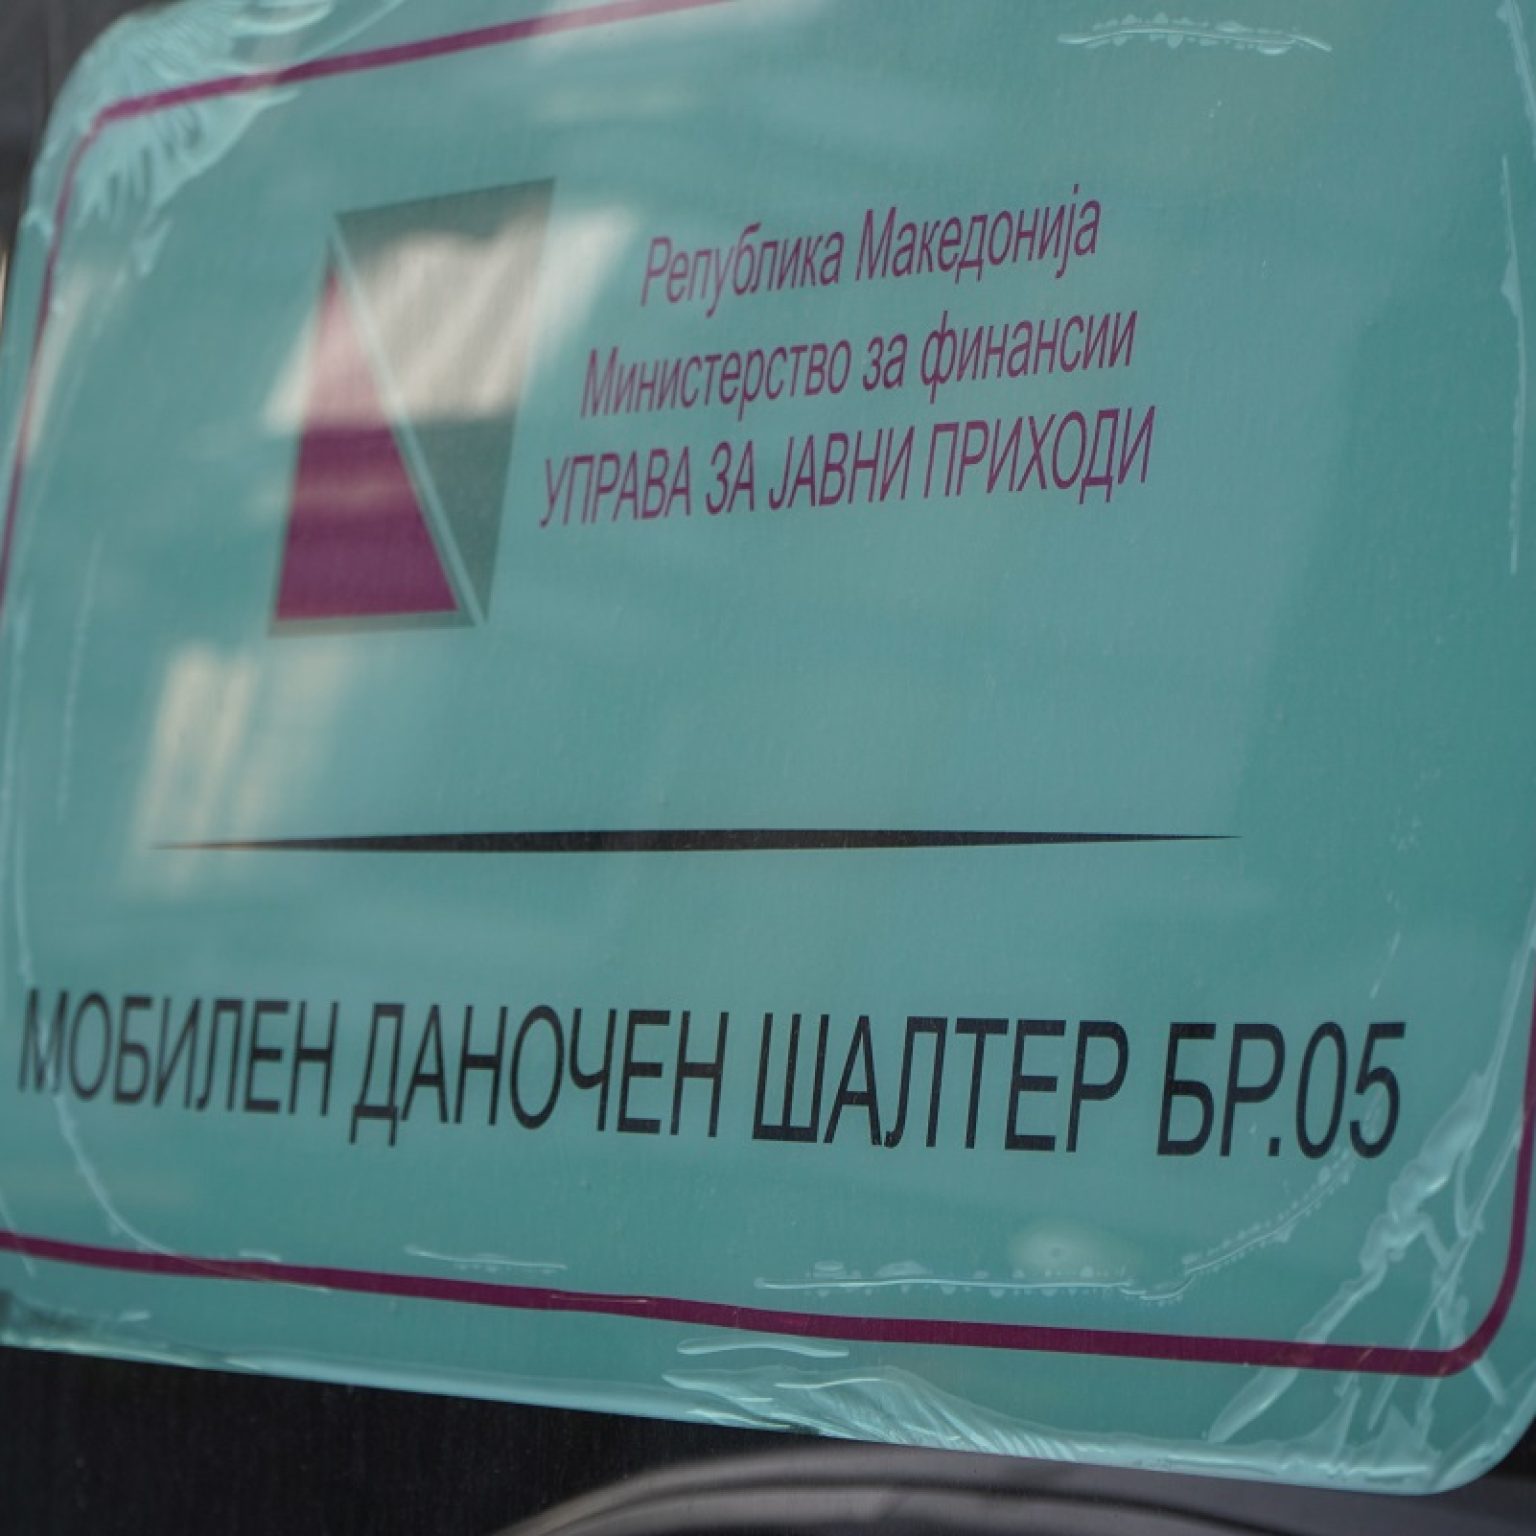 Република Македонија
Министерство за финансии
УПРАВА ЗА ЈАВНИ ПРИХОДИ
МОБИЛЕН ДАНОЧЕН ШАЛТЕР БР.05